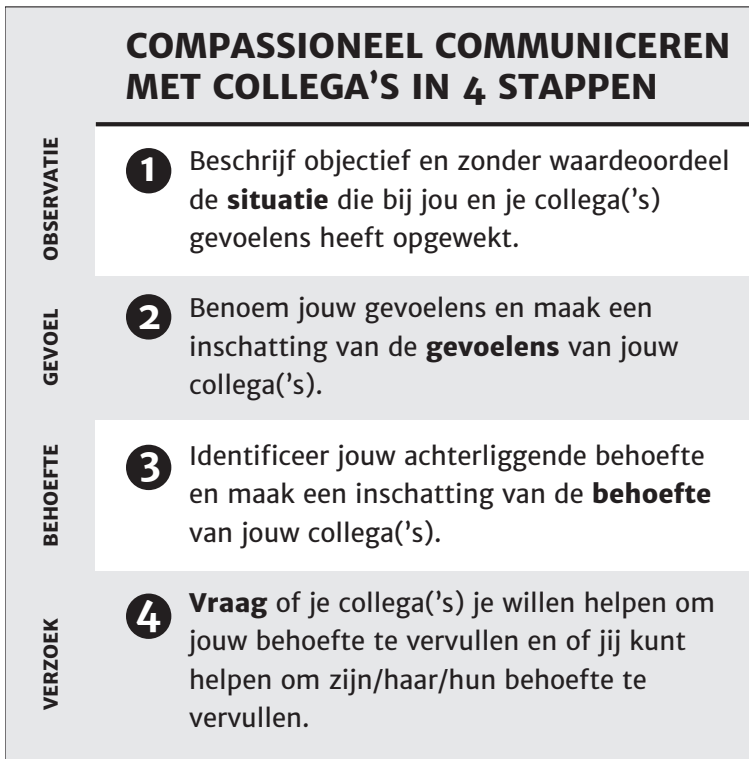 COMPASSIONEEL COMMUNICEREN
MET COLLEGA’S IN 4 STAPPEN
OBSERVATIE
1 Beschrijf objectief en zonder waardeoordeel
de situatie die bij jou en je collega(’s)
gevoelens heeft opgewekt.
GEVOEL
2 Benoem jouw gevoelens en maak een
inschatting van de gevoelens van jouw
collega(’s).
BEHOEFTE
3 Identificeer jouw achterliggende behoefte
en maak een inschatting van de behoefte
van jouw collega(’s).
VERZOEK
4 Vraag of je collega(’s) je willen helpen om
jouw behoefte te vervullen en of jij kunt
helpen om zijn/haar/hun behoefte te
vervullen.